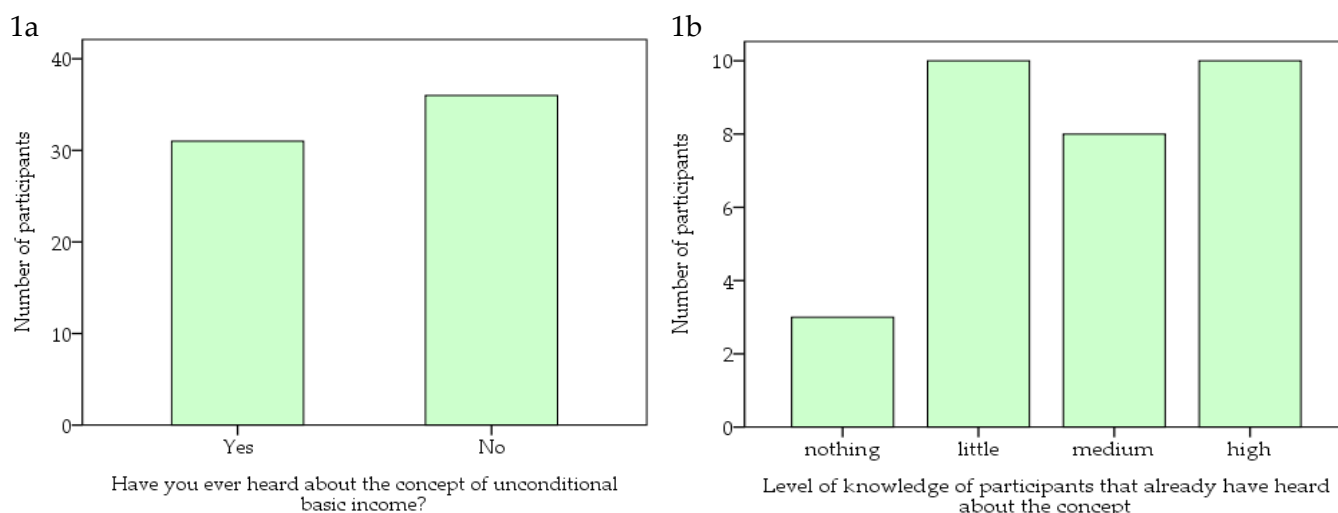 1a
40
30
20
10
0
Number of participants
Yes
No
Have you ever heard about the concept of unconditional
basic income?
1b
10
8
6
4
2
0
Number of participants
nothing
little
medium
high
Level of knowledge of participants that already have heard
about the concept